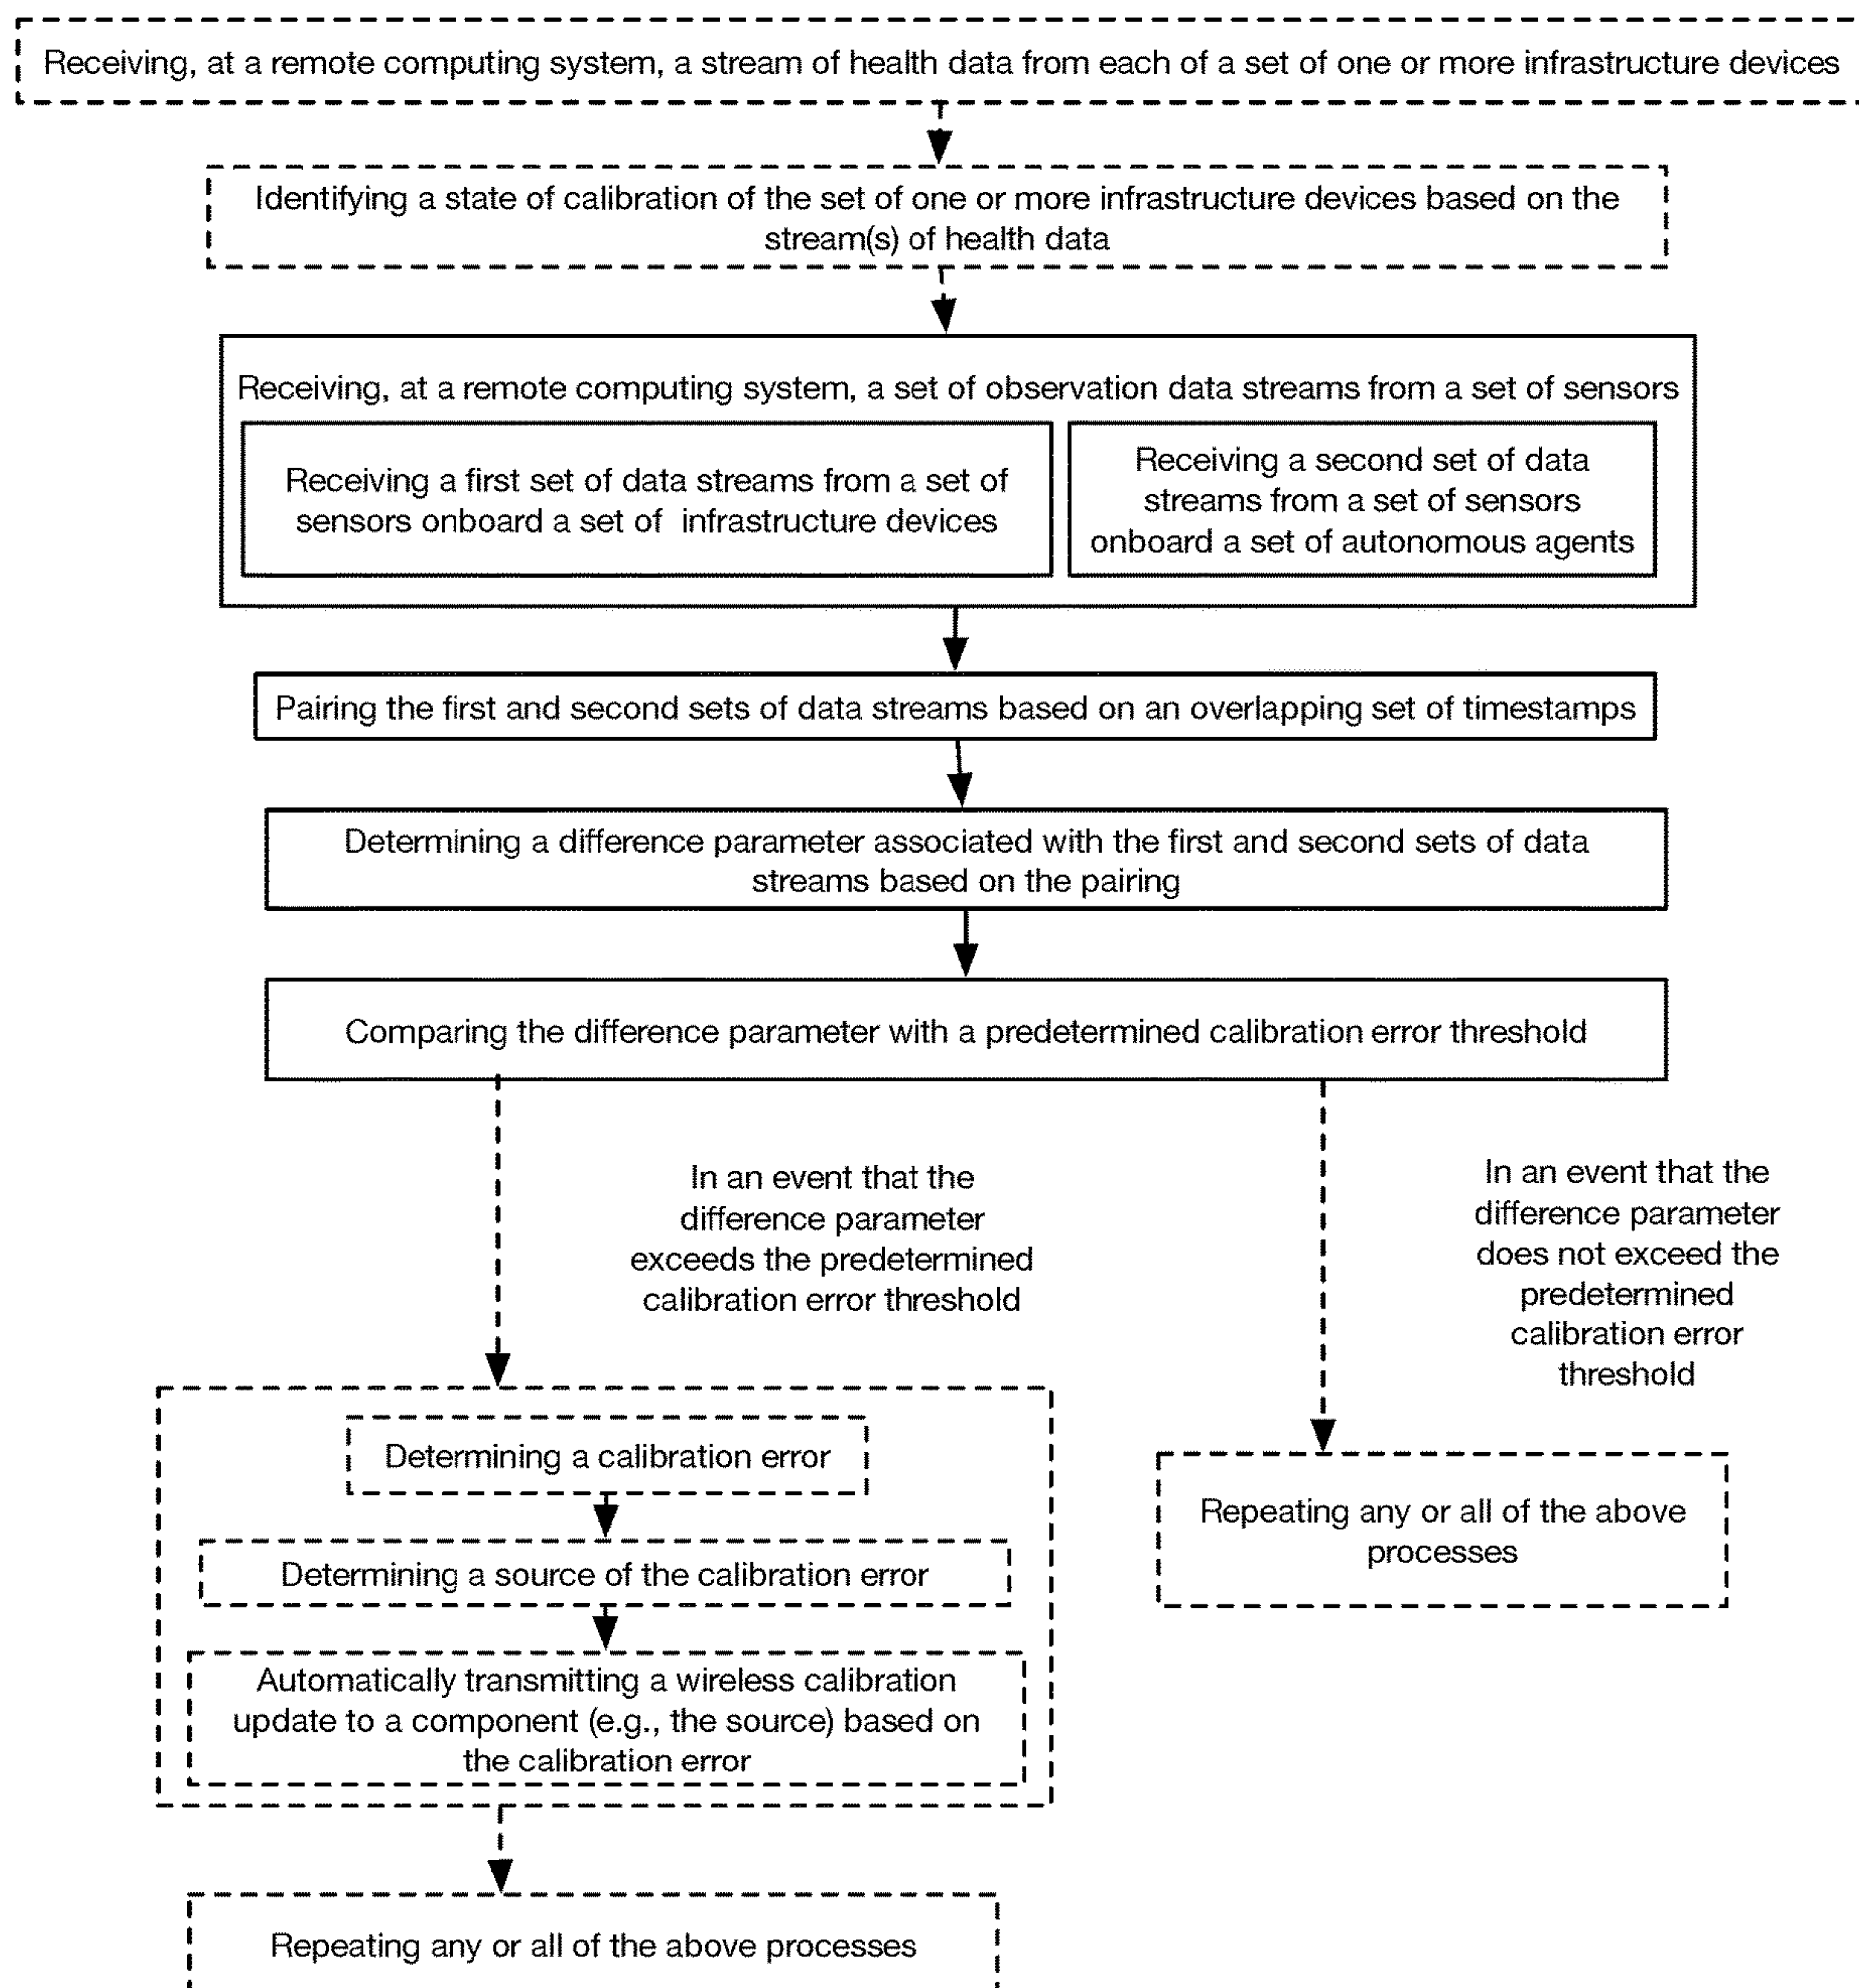 Receiving, at a remote computing system, a stream of health data from each of a set of one or more infrastructure devices
Identifying a state of calibration of the set of one or more infrastructure devices based on the
stream(s) of health data
Receiving, at a remote computing system, a set of observation data streams from a set of sensors
Receiving a first set of data streams from a set of
sensors onboard a set of infrastructure devices
Receiving a second set of data
streams from a set of sensors
onboard a set of autonomous agents
Pairing the first and second sets of data streams based on an overlapping set of timestamps
Determining a difference parameter associated with the first and second sets of data
streams based on the pairing
Comparing the difference parameter with a predetermined calibration error threshold
In an event that the
difference parameter
exceeds the predetermined
calibration error threshold
In an event that the
difference parameter
does not exceed the
predetermined
calibration error
threshold
Determining a calibration error
Determining a source of the calibration error
Automatically transmitting a wireless calibration
update to a component (e.g., the source) based on
the calibration error
Repeating any or all of the above
processes
Repeating any or all of the above processes